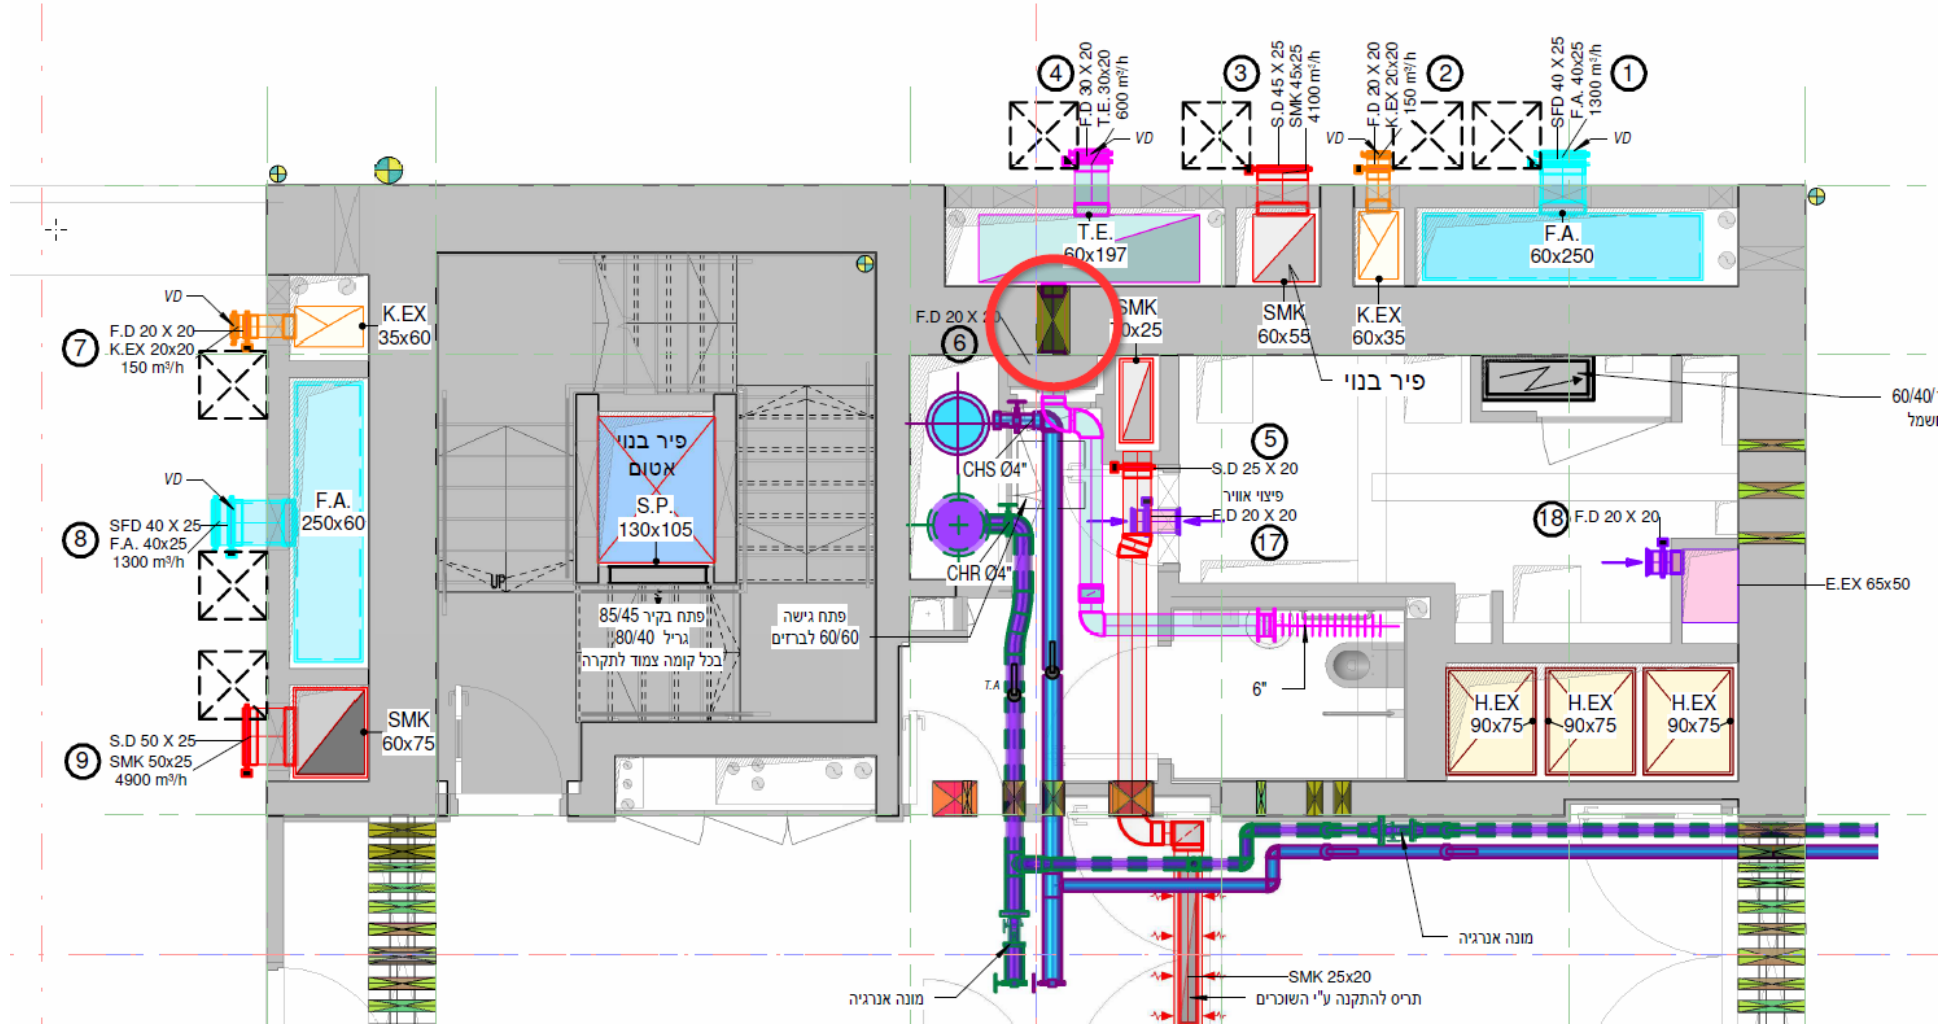 4
F.D 30 X 20
T.E. 30x20
600 m³/h
VD
3
S.D 45 X 25
SMK 45x25
4100 m³/h
F.D 20 X 20
K.EX 20x20
150 m³/h
VD
2
SFD 40 X 25
F.A. 40x25
1300 m³/h
VD
1
T.E.
60x197
F.A.
60x250
VD
7
F.D 20 X 20
K.EX 20x20
150 m³/h
K.EX
35x60
F.D 20 X 20
6
SMK
70x25
SMK
60x55
K.EX
60x35
פיר בנוי
60/40/
פיר בנוי
אטום
S.P.
130x105
CHS Ø4"
5
S.D 25 X 20
פיצוי אוויר
F.D 20 X 20
17
18
F.D 20 X 20
VD
8
SFD 40 X 25
F.A. 40x25
1300 m³/h
F.A.
250x60
UP
CHR Ø4"
E.EX 65x50
פתח בקיר 85/45
גריל 80/40
בכל קומה צמוד לתקרה
פתח גישה
60/60 לברזים
T.A
6"
H.EX
90x75
H.EX
90x75
H.EX
90x75
9
S.D 50 X 25
SMK 50x25
4900 m³/h
SMK
60x75
מונה אנרגיה
מונה אנרגיה
SMK 25x20
תריס להתקנה ע"י השוכרים